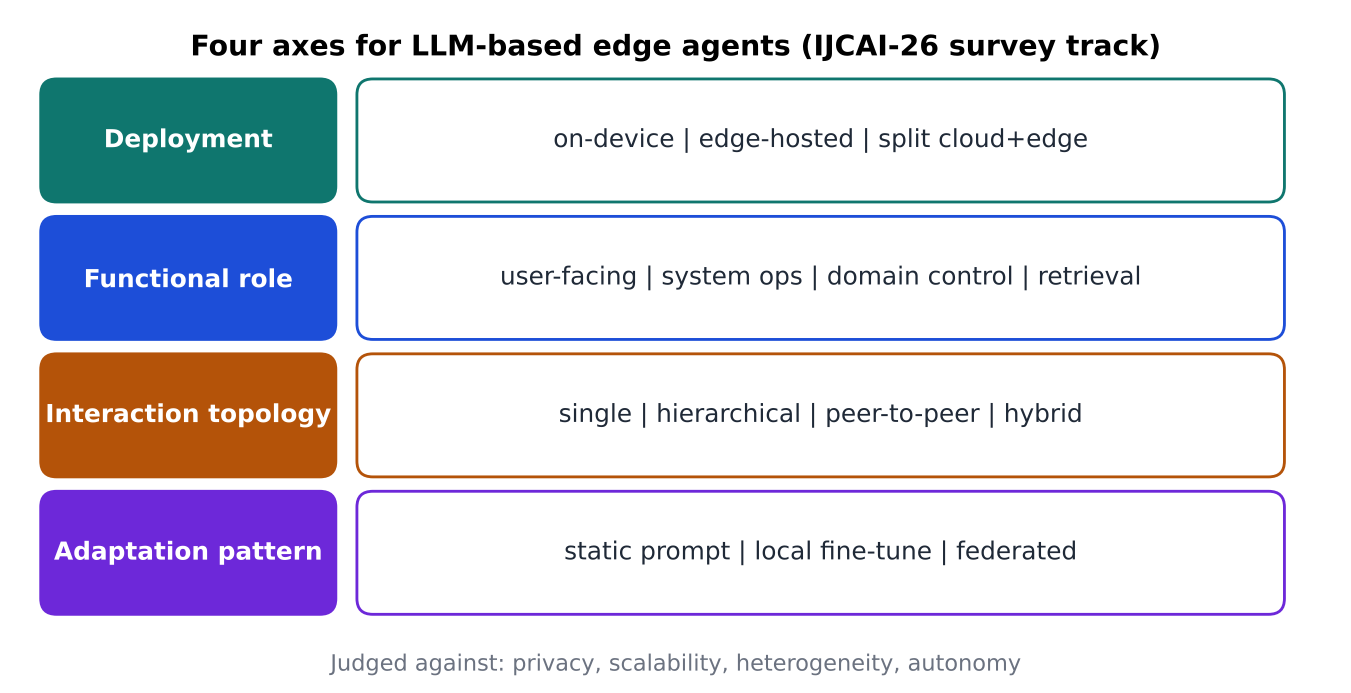 Four axes for LLM-based edge agents (IJCAI-26 survey track)
Deployment
on-device | edge-hosted | split cloud+edge
Functional role
user-facing | system ops | domain control | retrieval
Interaction topology
single | hierarchical | peer-to-peer | hybrid
Adaptation pattern
static prompt | local fine-tune | federated
Judged against: privacy, scalability, heterogeneity, autonomy